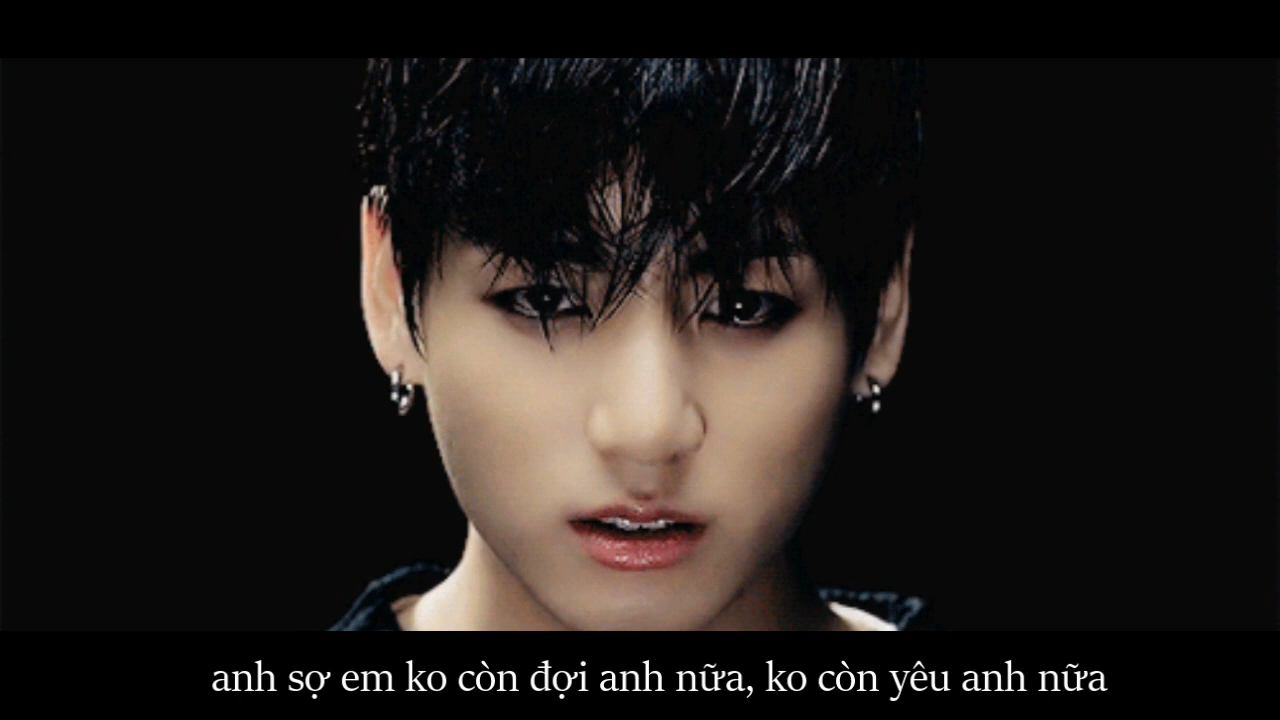 anh sợ em ko còn đợi anh nữa, ko còn yêu anh nữa